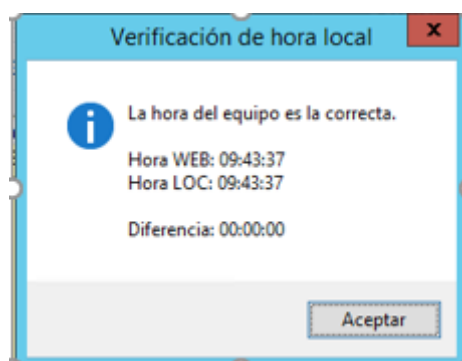 Verificación de hora local
x
La hora del equipo es la correcta.
Hora WEB: 09:43:37
Hora LOC: 09:43:37
Diferencia: 00:00:00
Aceptar